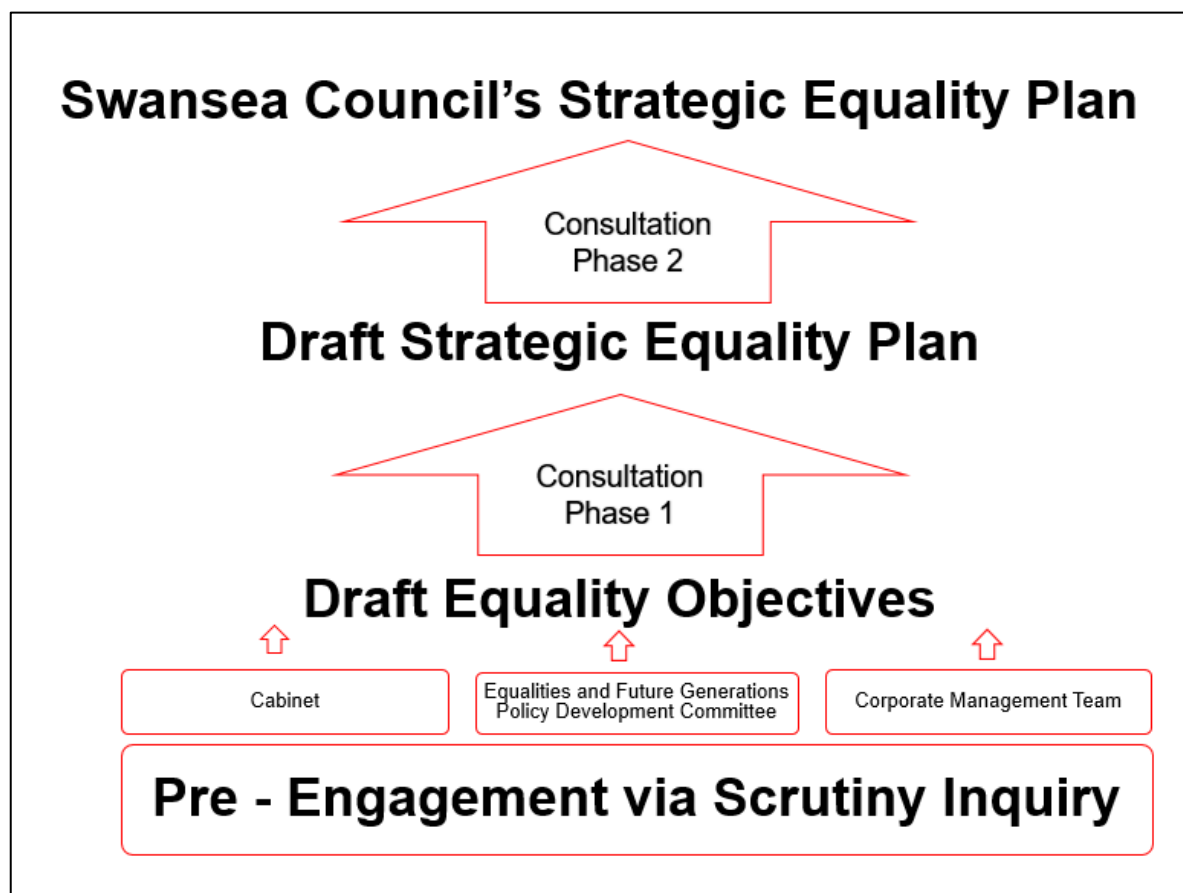 Swansea Council's Strategic Equality Plan
Consultation
Phase 2
Draft Strategic Equality Plan
Consultation
Phase 1
Draft Equality Objectives
Cabinet
Equalities and Future Generations
Policy Development Committee
Corporate Management Team
Pre - Engagement via Scrutiny Inquiry